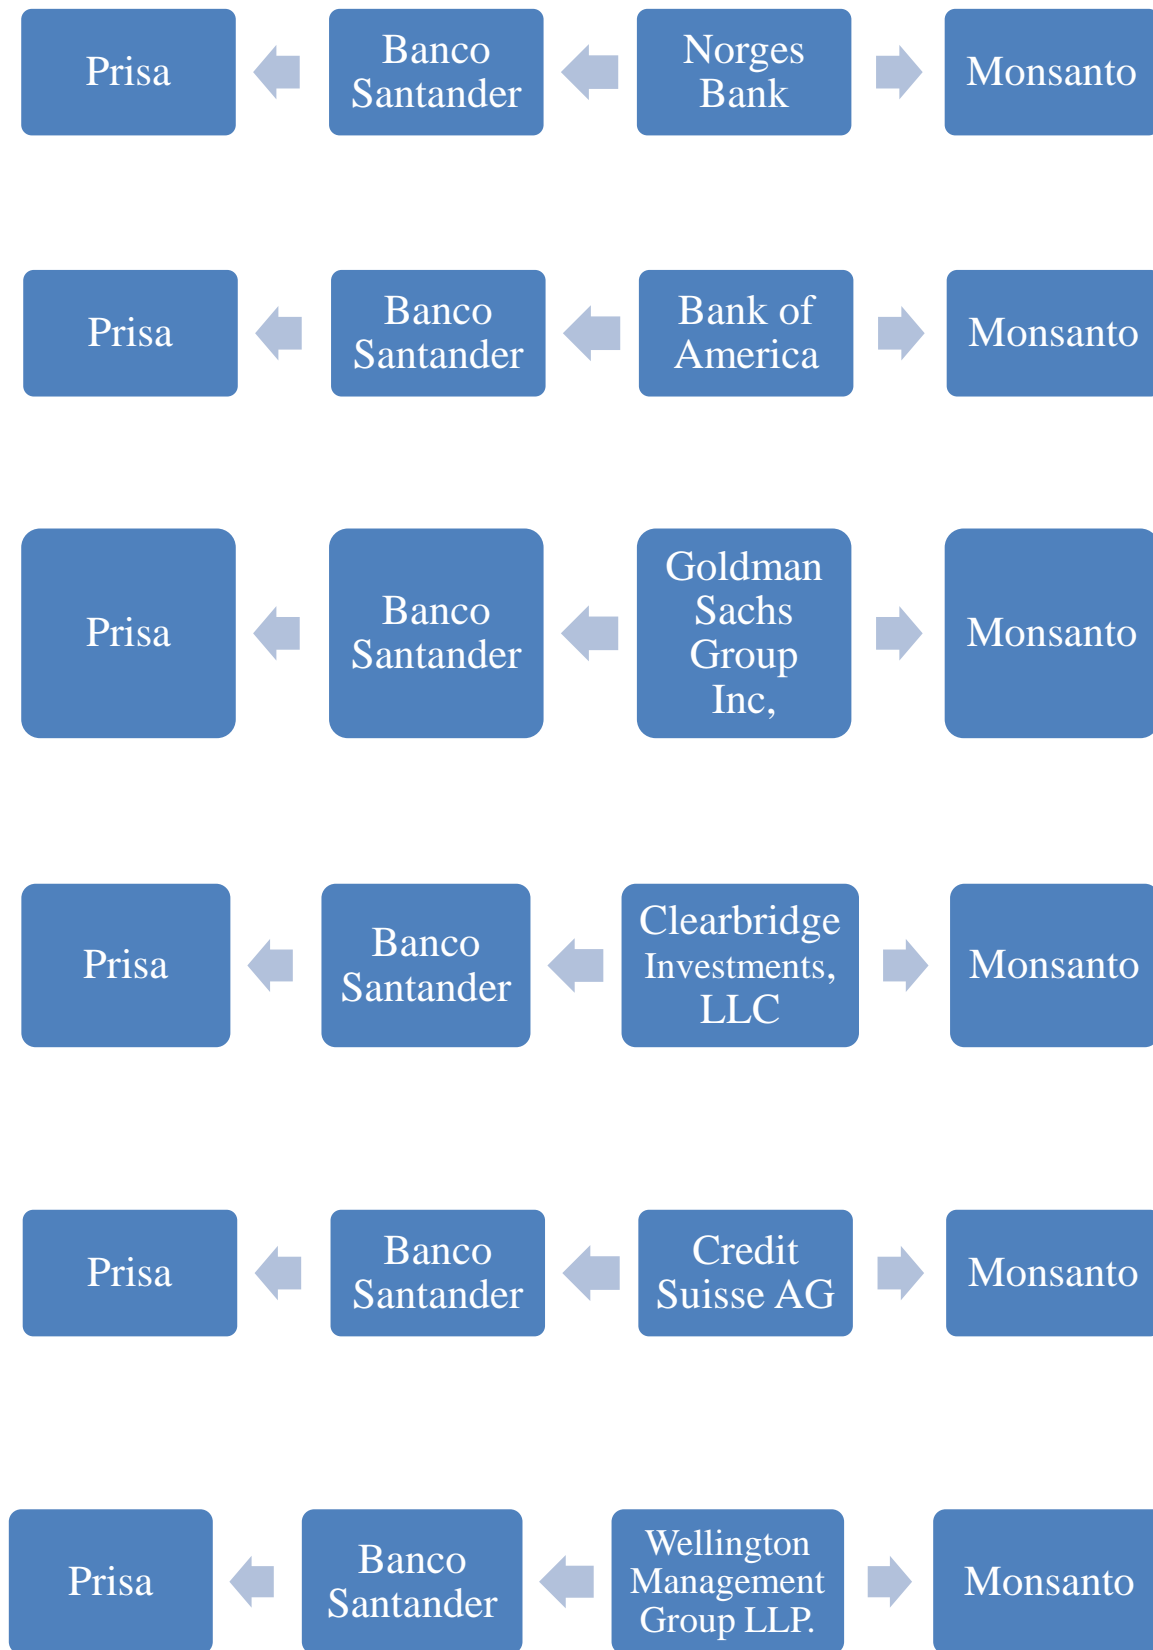 Prisa
Banco
Santander
Norges
Bank
Monsanto
Prisa
Banco
Santander
Bank of
America
Monsanto
Prisa
Banco
Santander
Goldman
Sachs
Group
Inc,
Monsanto
Prisa
Banco
Santander
Clearbridge
Investments,
LLC
Monsanto
Prisa
Banco
Santander
Credit
Suisse AG
Monsanto
Prisa
Banco
Santander
Wellington
Management
Group LLP.
Monsanto